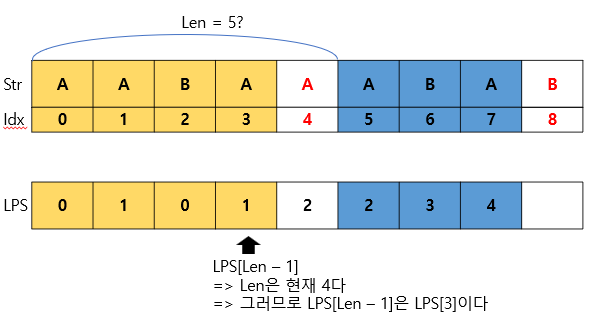 Len = 5?
Str A A B A A A B A B
Idx 0 1 2 3 4 5 6 7 8
LPS 0 1 0 1 2 2 3 4
LPS[Len – 1]
=> Len은 현재 4다
=> 그러므로 LPS[Len – 1]은 LPS[3]이다